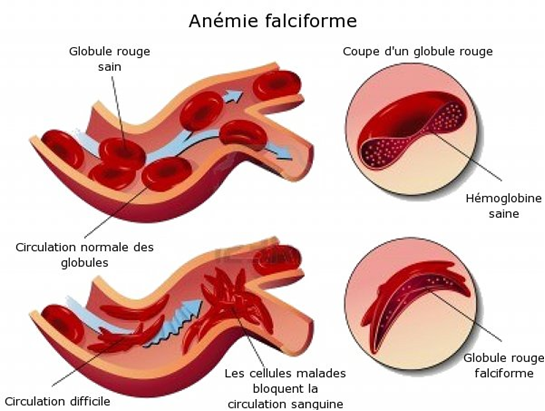 Anémie falciforme
Globule rouge
sain
Coupe d'un globule rouge
Hémoglobine
saine
Circulation normale des
globules
Globule rouge
falciforme
Les cellules malades
bloquent la
circulation sanguine
Circulation difficile